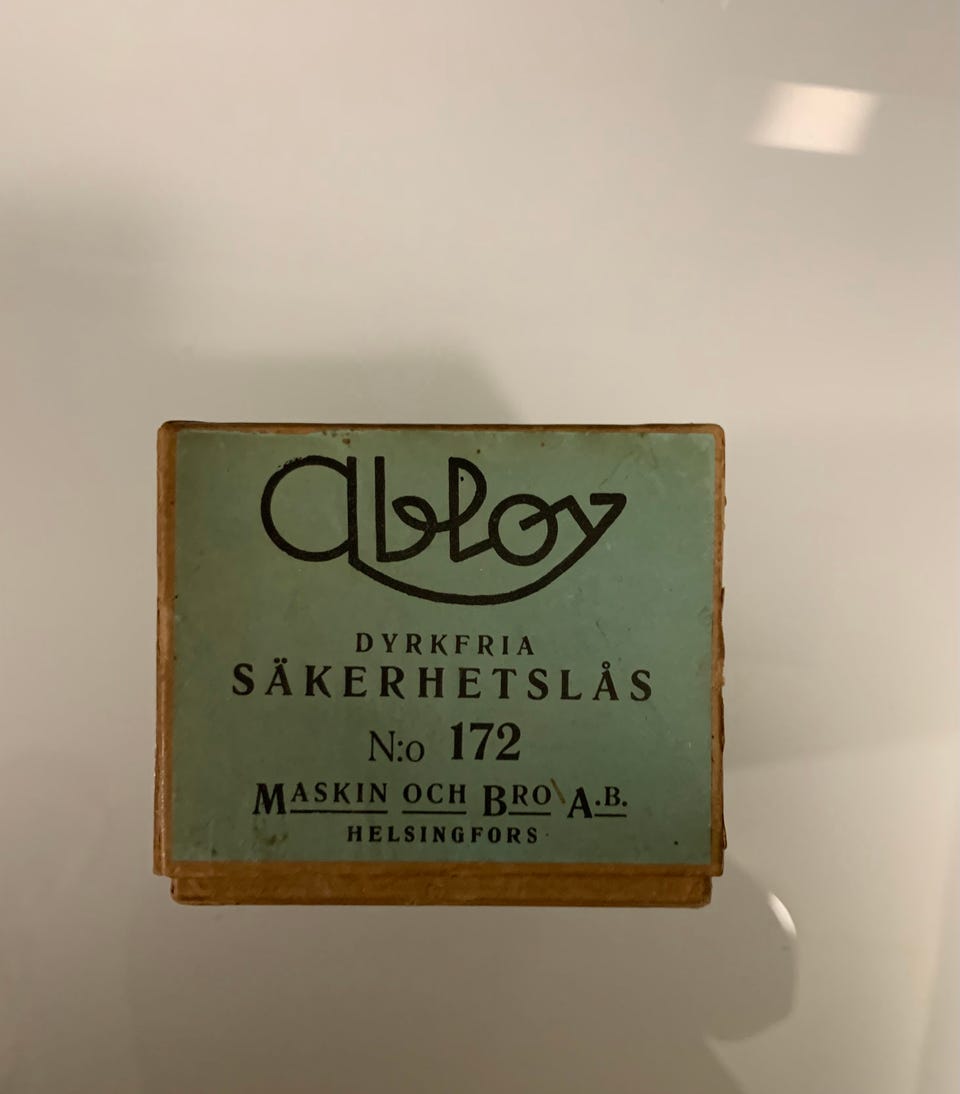 abloy
DYRKFRIA
SÄKERHETSLÅS
N:o 172
MASKIN OCH BRO A.B.
HELSINGFORS